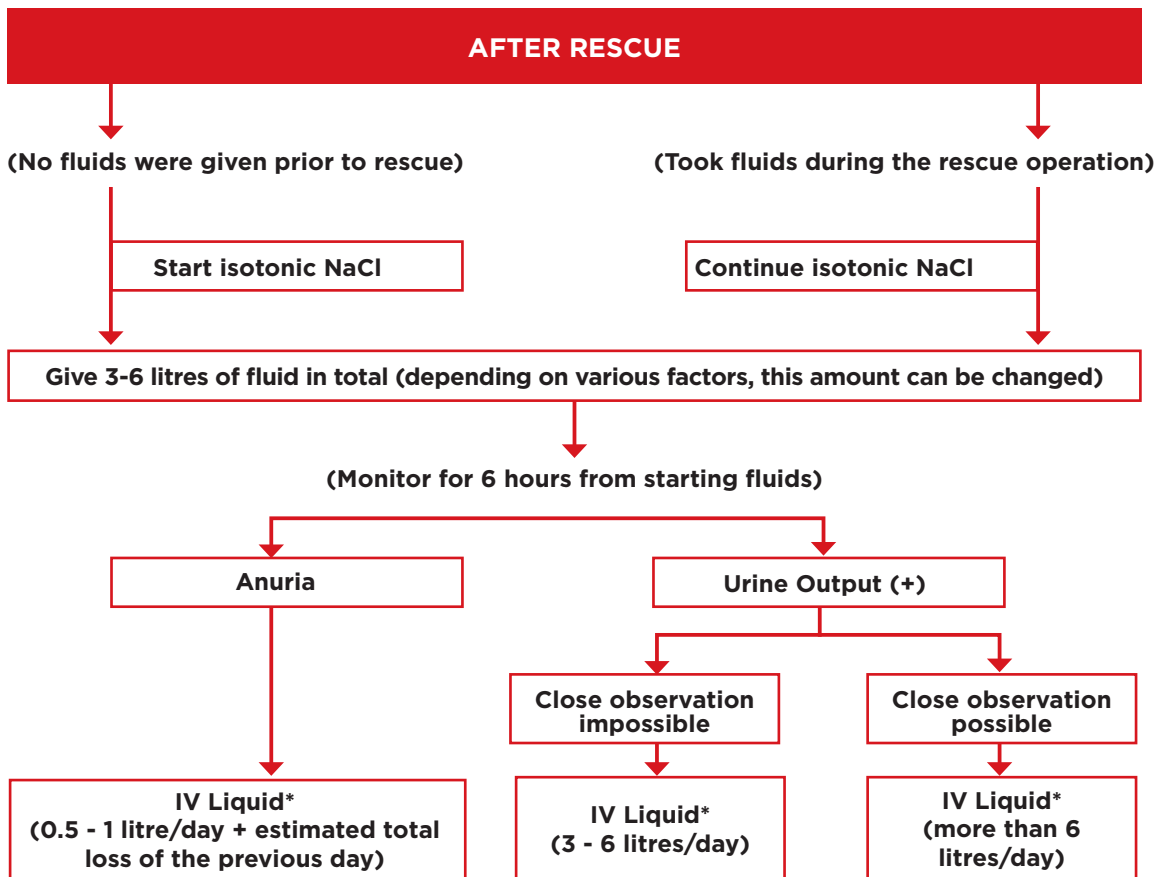 AFTER RESCUE
(No fluids were given prior to rescue)
(Took fluids during the rescue operation)
Start isotonic NaCl
Continue isotonic NaCl
Give 3-6 litres of fluid in total (depending on various factors, this amount can be changed)
(Monitor for 6 hours from starting fluids)
Anuria
Urine Output (+)
Close observation
impossible
Close observation
possible
IV Liquid*
(0.5 - 1 litre/day + estimated total
loss of the previous day)
IV Liquid*
(3 - 6 litres/day)
IV Liquid*
(more than 6
litres/day)